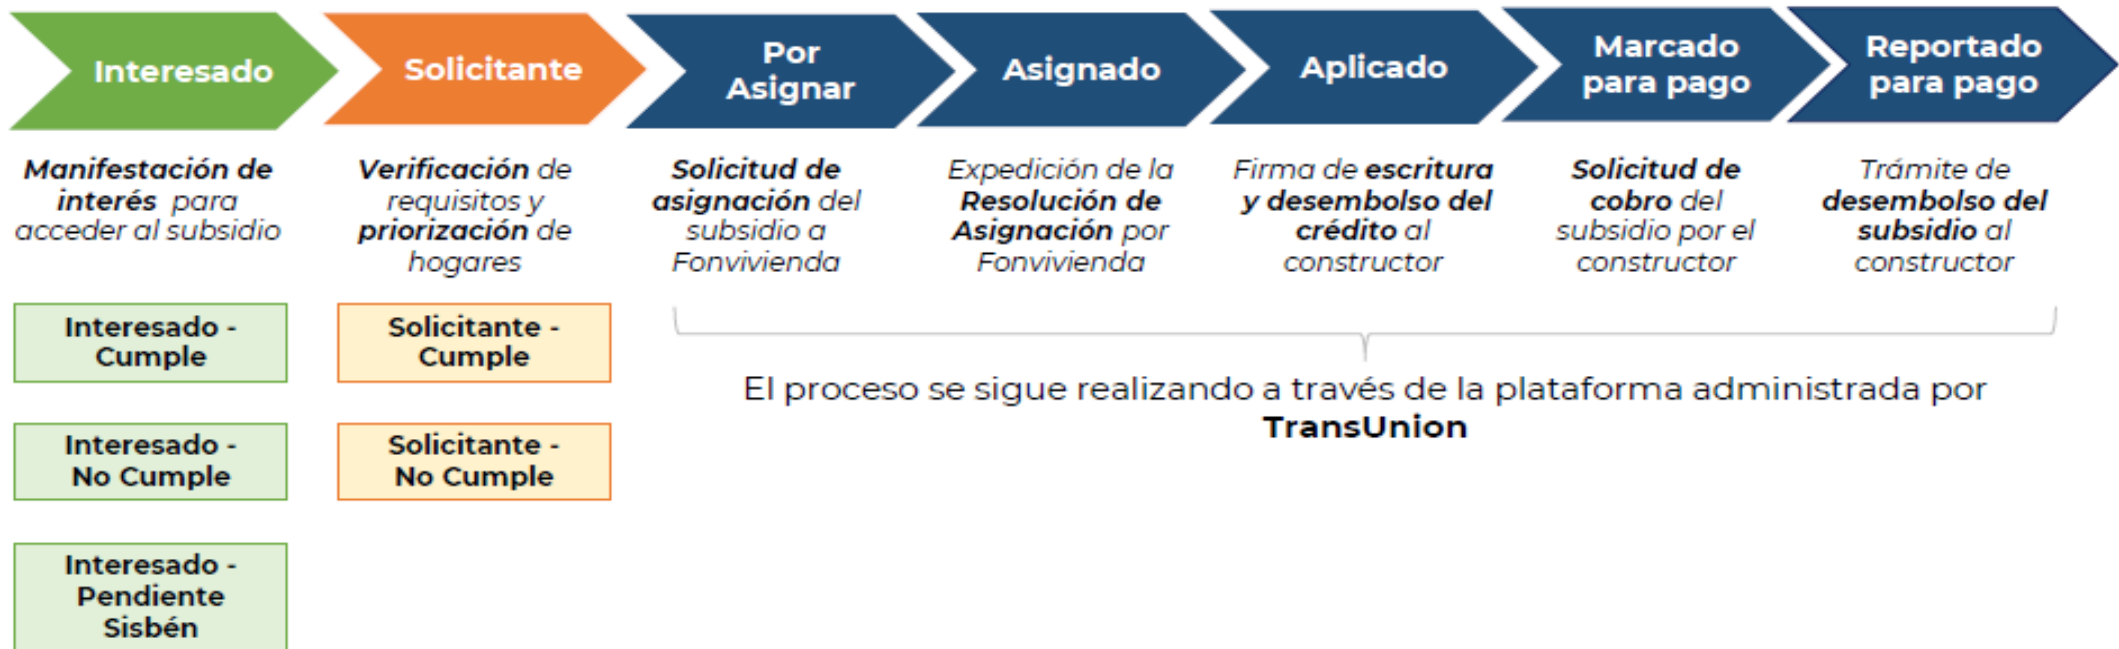 Interesado
Solicitante
Por
Asignar
Asignado
Aplicado
Marcado
para pago
Reportado
para pago
Manifestación de
interés para
acceder al subsidio
Verificación de
requisitos y
priorización de
hogares
Solicitud de
asignación del
subsidio a
Fonvivienda
Expedición de la
Resolución de
Asignación por
Fonvivienda
Firma de escritura
y desembolso del
crédito al
constructor
Solicitud de
cobro del
subsidio por el
constructor
Trámite de
desembolso del
subsidio al
constructor
Interesado -
Cumple
Solicitante -
Cumple
El proceso se sigue realizando a través de la plataforma administrada por
TransUnion
Interesado -
No Cumple
Solicitante -
No Cumple
Interesado -
Pendiente
Sisbén